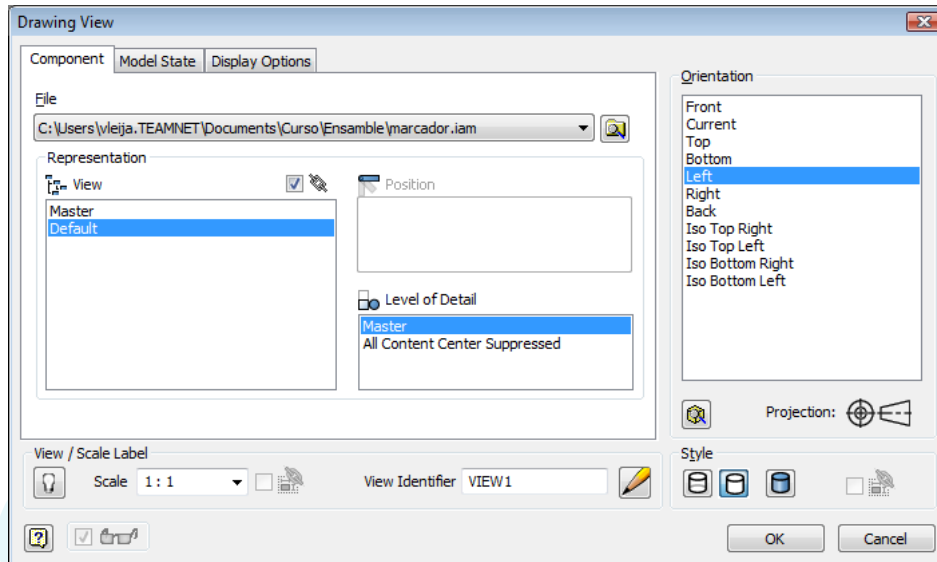 Drawing View
Component Model State Display Options
File
C:\Users\vleija.TEAMNET\Documents\Curso\Ensamble\marcador.iam
Representation
View
Master
Default
Position
Level of Detail
Master
All Content Center Suppressed
Orientation
Front
Current
Top
Bottom
Left
Right
Back
Iso Top Right
Iso Top Left
Iso Bottom Right
Iso Bottom Left
Projection:
View / Scale Label
Scale 1 : 1 View Identifier VIEW1
Style
OK Cancel